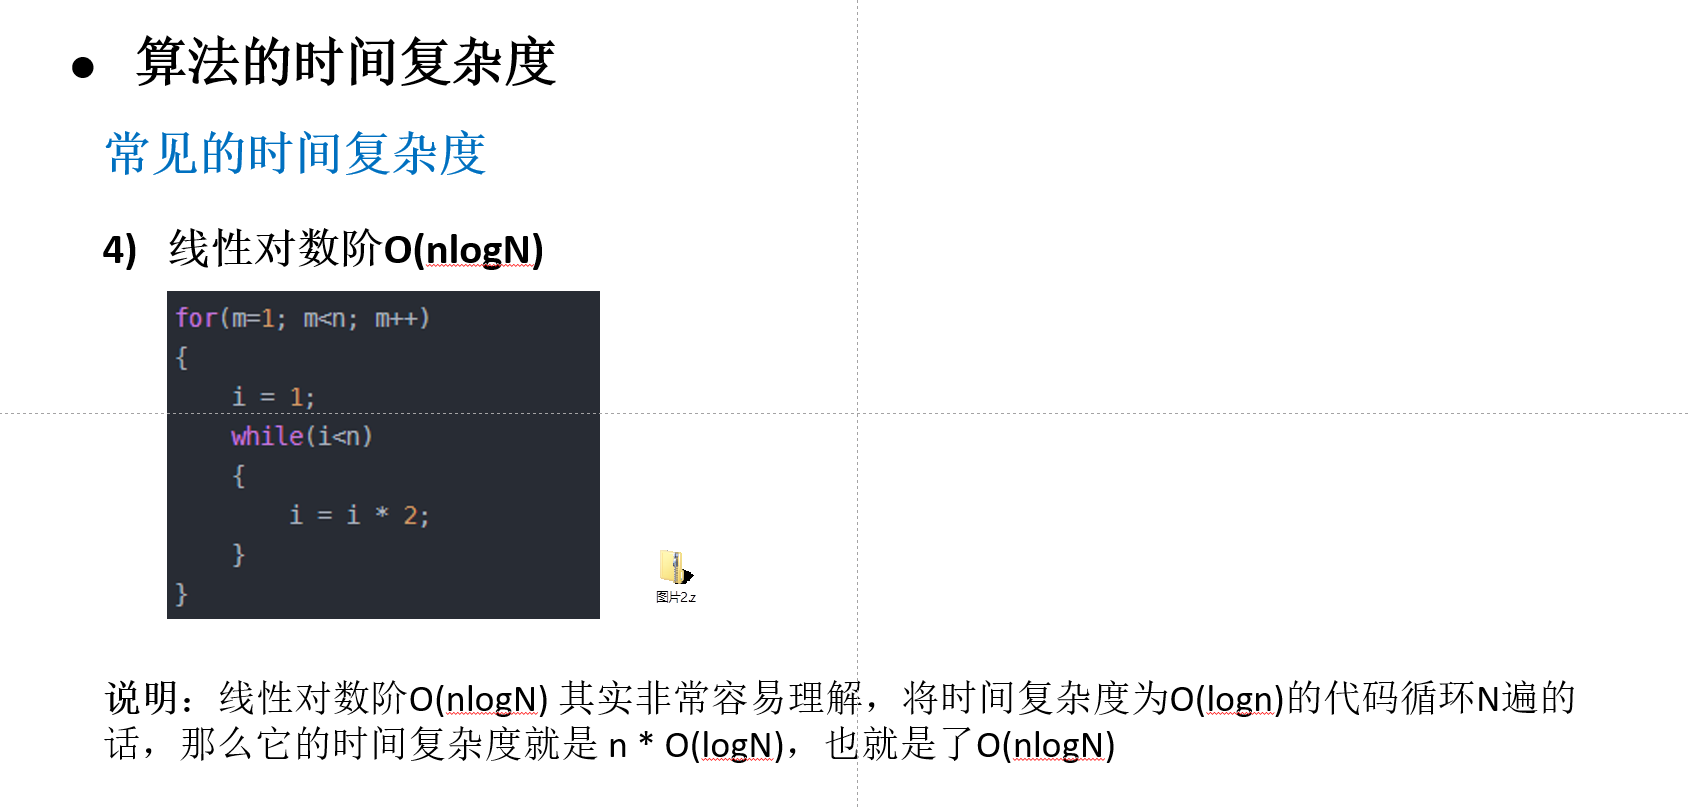 ● 算法的时间复杂度
常见的时间复杂度
4) 线性对数阶O(nlogN)
for(m=1; m<n; m++)
{
    i = 1;
    while(i<n)
    {
        i = i * 2;
    }
}
图片2.z
说明：线性对数阶O(nlogN) 其实非常容易理解，将时间复杂度为O(logn)的代码循环N遍的
话，那么它的时间复杂度就是 n * O(logN)，也就是了O(nlogN)